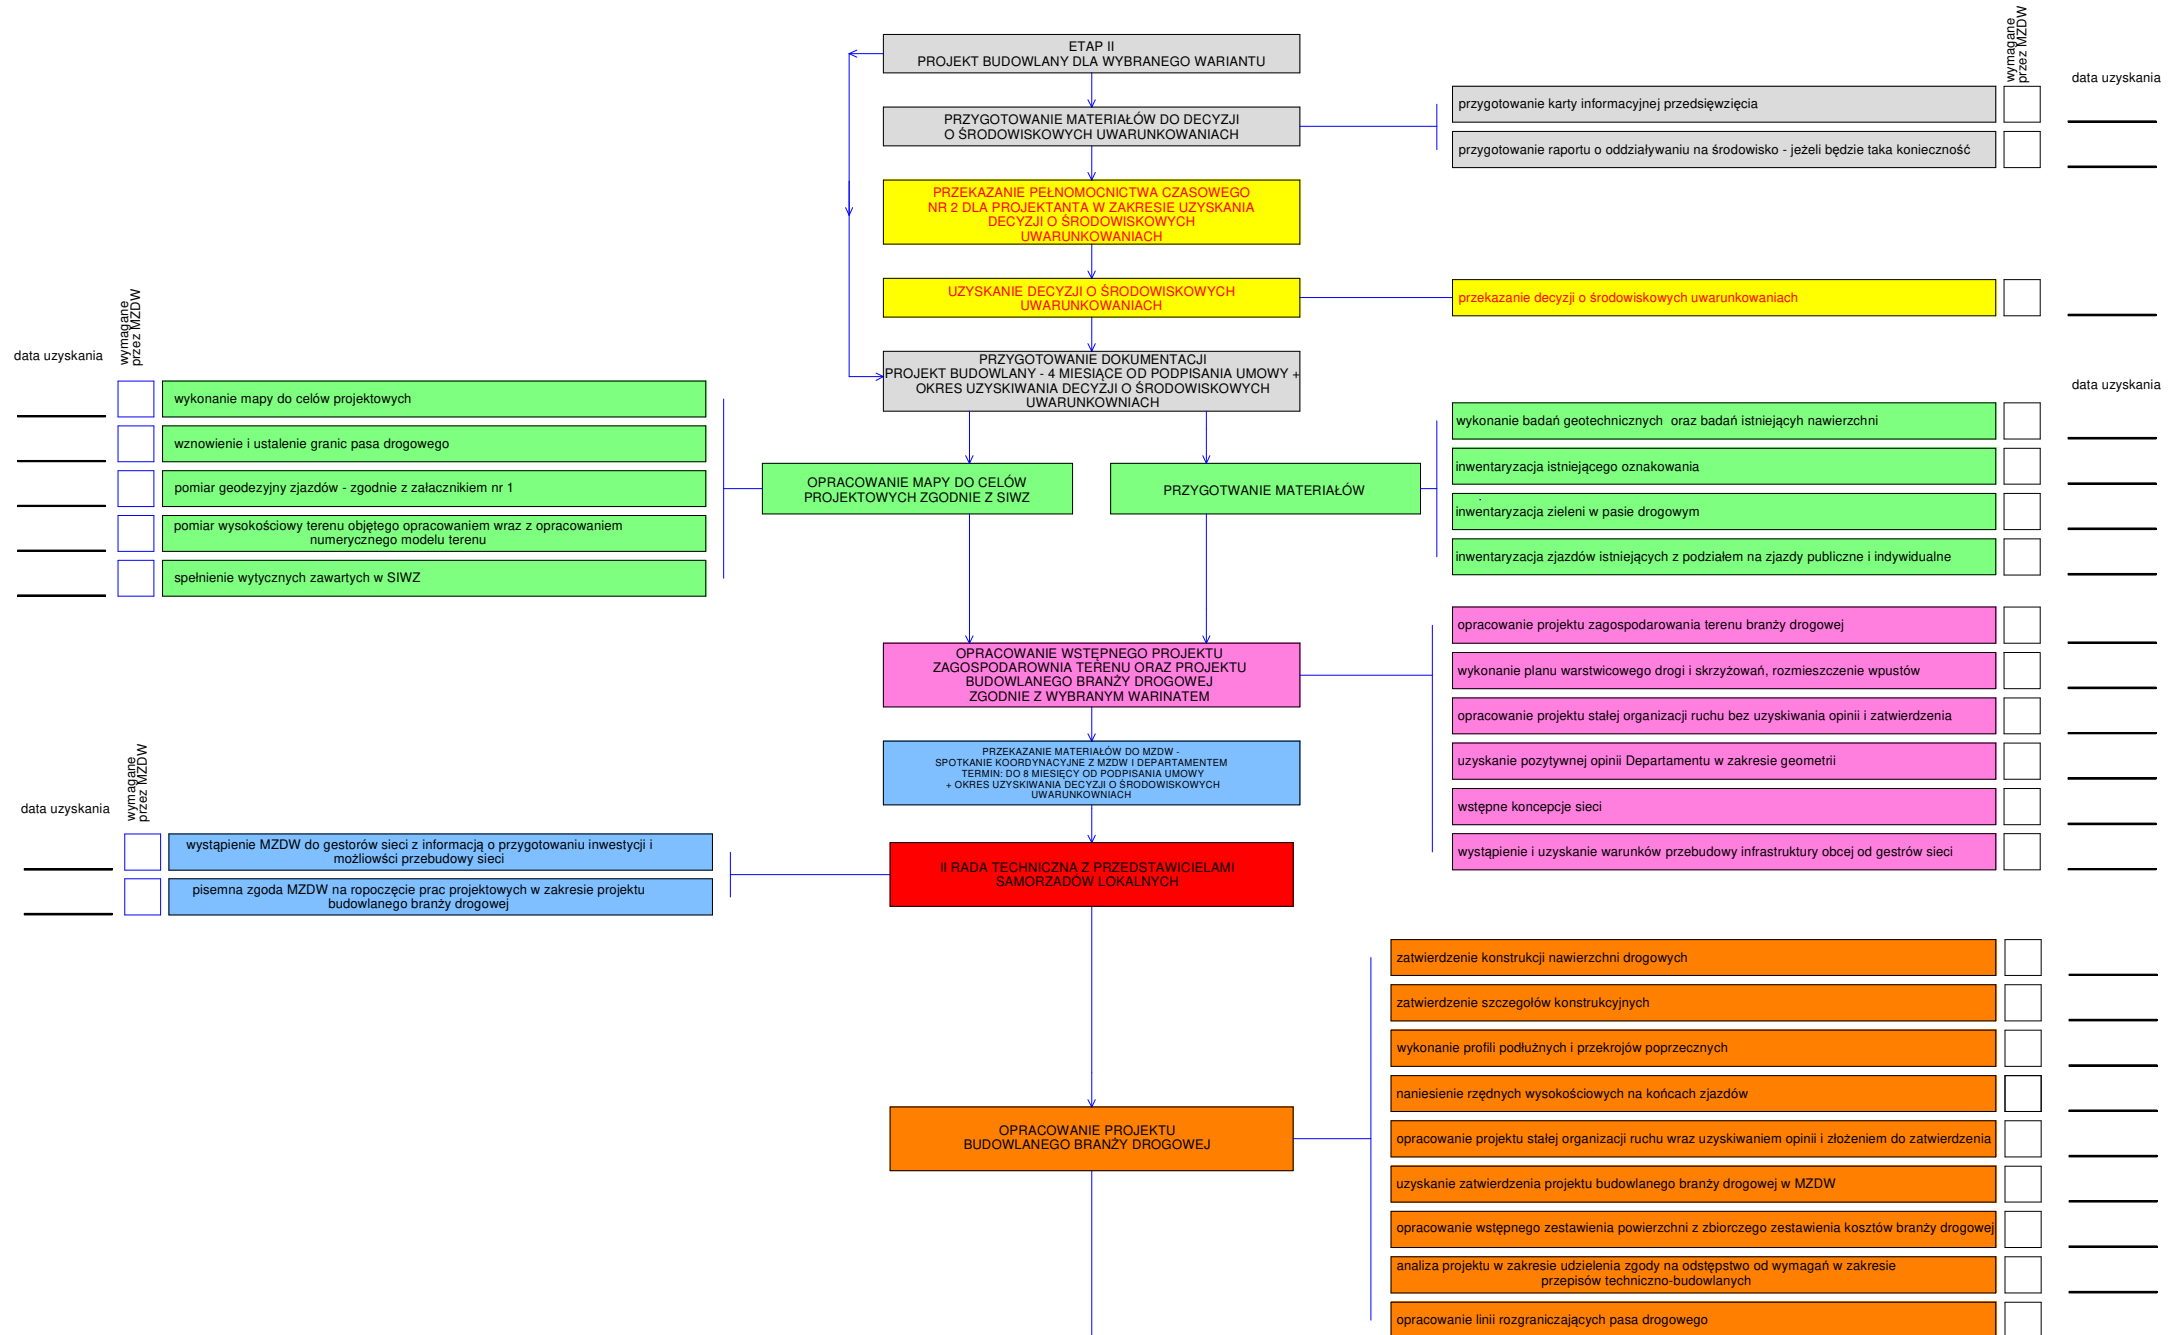 ETAP II
PROJEKT BUDOWLANY DLA WYBRANEGO WARIANTU
wymagane
przez MZDW
data uzyskania
PRZYGOTOWANIE MATERIAŁÓW DO DECYZJI
O ŚRODOWISKOWYCH UWARUNKOWANIACH
przygotowanie karty informacyjnej przedsięwzięcia
przygotowanie raportu o oddziaływaniu na środowisko - jeżeli będzie taka konieczność
PRZEKAZANIE PEŁNOMOCNICTWA CZASOWEGO
NR 2 DLA PROJEKTANTA W ZAKRESIE UZYSKANIA
DECYZJI O ŚRODOWISKOWYCH
UWARUNKOWANIACH
UZYSKANIE DECYZJI O ŚRODOWISKOWYCH
UWARUNKOWANIACH
przekazanie decyzji o środowiskowych uwarunkowaniach
PRZYGOTOWANIE DOKUMENTACJI
PROJEKT BUDOWLANY - 4 MIESIĄCE OD PODPISANIA UMOWY +
OKRES UZYSKIWANIA DECYZJI O ŚRODOWISKOWYCH
UWARUNKOWNIACH
data uzyskania
wymagane
przez MZDW
wykonanie mapy do celów projektowych
wznowienie i ustalenie granic pasa drogowego
pomiar geodezyjny zjazdów - zgodnie z załacznikiem nr 1
pomiar wysokościowy terenu objętego opracowaniem wraz z opracowaniem
numerycznego modelu terenu
spełnienie wytycznych zawartych w SIWZ
OPRACOWANIE MAPY DO CELÓW
PROJEKTOWYCH ZGODNIE Z SIWZ
PRZYGOTWANIE MATERIAŁÓW
data uzyskania
wykonanie badań geotechnicznych oraz badań istniejąyh nawierzchni
inwentaryzacja istniejącego oznakowania
inwentaryzacja zieleni w pasie drogowym
inwentaryzacja zjazdów istniejących z podziałem na zjazdy publiczne i indywidualne
OPRACOWANIE WSTĘPNEGO PROJEKTU
ZAGOSPODAROWNIA TERENU ORAZ PROJEKTU
BUDOWLANEGO BRANŻY DROGOWEJ
ZGODNIE Z WYBRANYM WARINATEM
opracowanie projektu zagospodarowania terenu branży drogowej
wykonanie planu warstwicowego drogi i skrzyżowań, rozmieszczenie wpustów
opracowanie projektu stałej organizacji ruchu bez uzyskiwania opinii i zatwierdzenia
uzyskanie pozytywnej opinii Departamentu w zakresie geometrii
wstępne koncepcje sieci
wystąpienie i uzyskanie warunków przebudowy infrastruktury obcej od gestrów sieci
PRZEKAZANIE MATERIAŁÓW DO MZDW -
SPOTKANIE KOORDYNACYJNE Z MZDW I DEPARTAMENTEM
TERMIN: DO 8 MIESIĘCY OD PODPISANIA UMOWY
+ OKRES UZYSKIWANIA DECYZJI O ŚRODOWISKOWYCH
UWARUNKOWNIACH
data uzyskania
wymagane
przez MZDW
wystąpienie MZDW do gestorów sieci z informacją o przygotowaniu inwestycji i
możliowści przebudowy sieci
pisemna zgoda MZDW na ropoczęcie prac projektowych w zakresie projektu
budowlanego branży drogowej
II RADA TECHNICZNA Z PRZEDSTAWICIELAMI
SAMORZADÓW LOKALNYCH
OPRACOWANIE PROJEKTU
BUDOWLANEGO BRANŻY DROGOWEJ
zatwierdzenie konstrukcji nawierzchni drogowych
zatwierdzenie szczegołów konstrukcyjnych
wykonanie profili podłużnych i przekrojów poprzecznych
naniesienie rzędnych wysokościowych na końcach zjazdów
opracowanie projektu stałej organizacji ruchu wraz uzyskiwaniem opinii i złożeniem do zatwierdzenia
uzyskanie zatwierdzenia projektu budowlanego branży drogowej w MZDW
opracowanie wstępnego zestawienia powierzchni z zbiorczego zestawienia kosztów branży drogowej
analiza projektu w zakresie udzielenia zgody na odstępstwo od wymagań w zakresie
przepisów techniczno-budowlanych
opracowanie linii rozgraniczających pasa drogowego